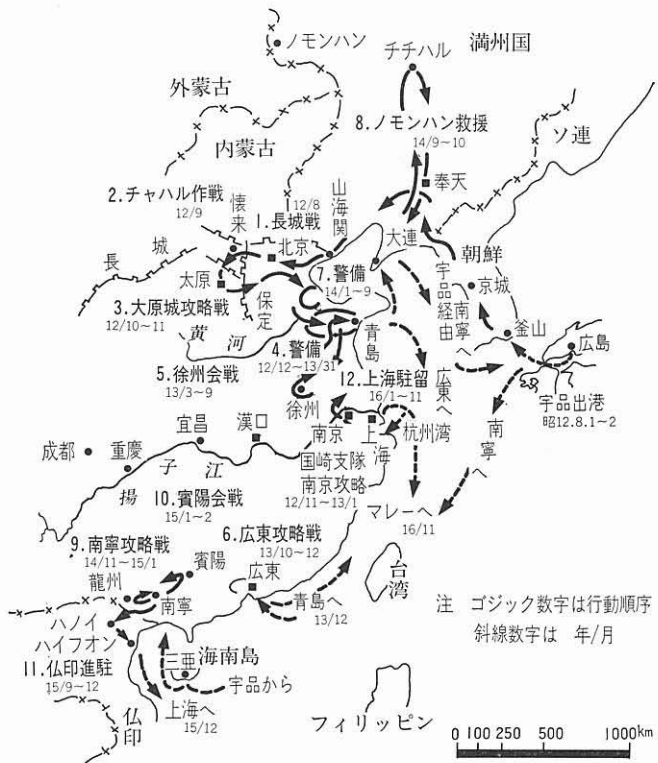 ノモンハン
チチハル
満州国
外蒙古
内蒙古
8.ノモンハン救援
14/9~10
ソ連
2.チャハル作戦
12/9
奉天
12/8
1.長城戦
山海関
懐来
北京
大連
朝鮮
長城
太原
保定
7.警備
14/1~9
京城
宇品経由南寧へ
3.大原城攻略戦
12/10~11
黄河
青島
釜山
広島
4.警備
12/12~13/31
5.徐州会戦
13/3~9
12.上海駐留
16/1~11
広東へ
宇品出港
昭12.8.1~2
徐州
宜昌
漢口
南京
上海
杭州湾
南寧へ
成都
重慶
国崎支隊
南京攻略
12/11~13/1
揚子江
マレーへ
16/11
10.賓陽会戦
15/1~2
6.広東攻略戦
13/10~12
9.南寧攻略戦
14/11~15/1
賓陽
広東
台湾
龍州
南寧
青島へ
13/12
注 ゴジック数字は行動順序
斜線数字は 年/月
ハノイ
ハイフオン
11.仏印進駐
15/9~12
三亜
海南島
宇品から
仏印
上海へ
15/12
フィリッピン
0 100 250 500 1000km